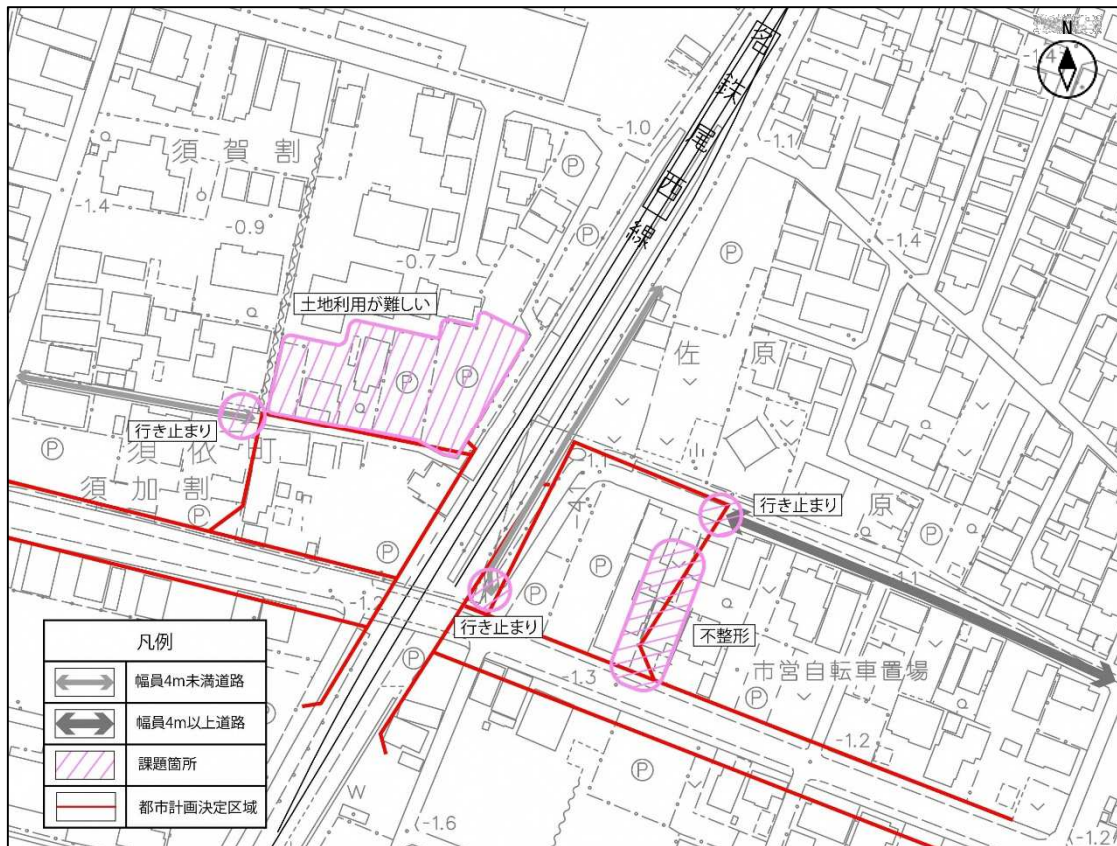 N
名鉄尾西線
-1.0
-1.1
須賀割
-1.4
-0.9
-0.7
-1.4
土地利用が難しい
佐原
行き止まり
須依町
須加割
-1.1
行き止まり
原
行き止まり
不整形
市営自転車置場
-1.3
-1.2
-1.6
-1.2
W
P
凡例
幅員4m未満道路
幅員4m以上道路
課題箇所
都市計画決定区域